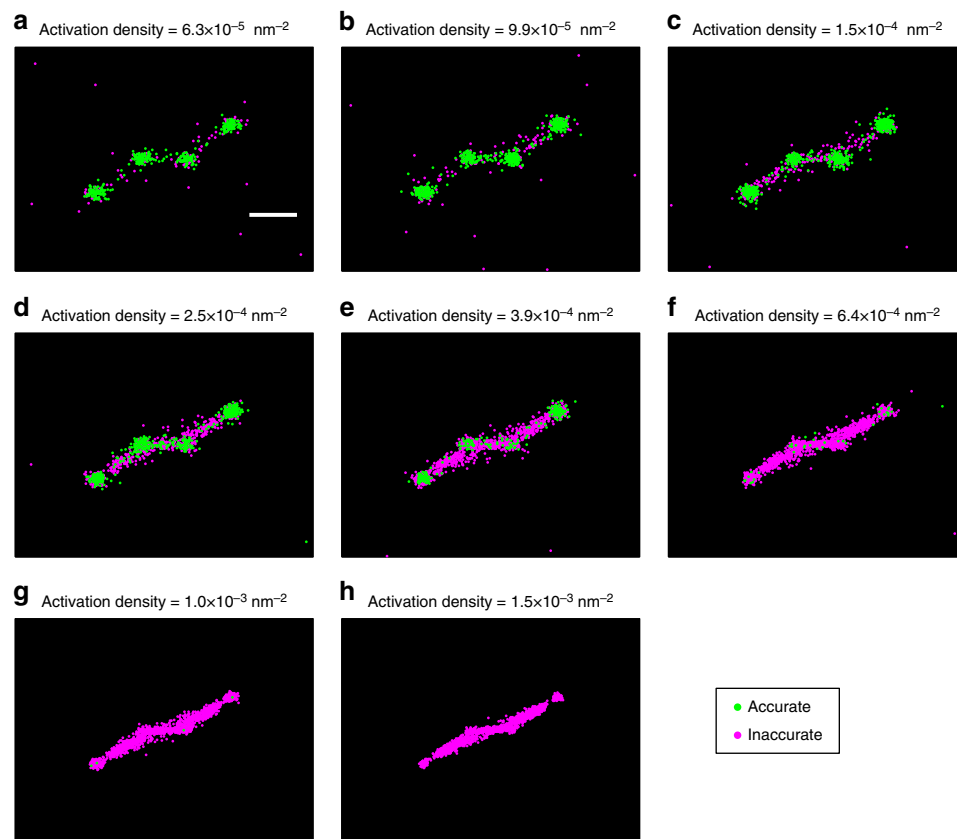 a Activation density = 6.3×10⁻⁵ nm⁻²
b Activation density = 9.9×10⁻⁵ nm⁻²
c Activation density = 1.5×10⁻⁴ nm⁻²
d Activation density = 2.5×10⁻⁴ nm⁻²
e Activation density = 3.9×10⁻⁴ nm⁻²
f Activation density = 6.4×10⁻⁴ nm⁻²
g Activation density = 1.0×10⁻³ nm⁻²
h Activation density = 1.5×10⁻³ nm⁻²
Accurate
Inaccurate